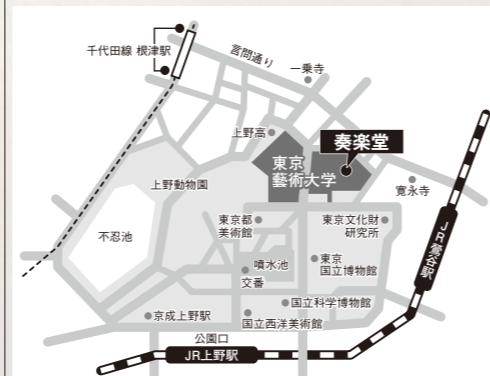 千代田線 根津駅
言問通り
一乗寺
上野高
奏楽堂
東京
藝術大学
上野動物園
寛永寺
不忍池
東京都
美術館
東京文化財
研究所
JR鶯谷駅
噴水池
東京
国立博物館
交番
国立科学博物館
京成上野駅
国立西洋美術館
公園口
JR上野駅